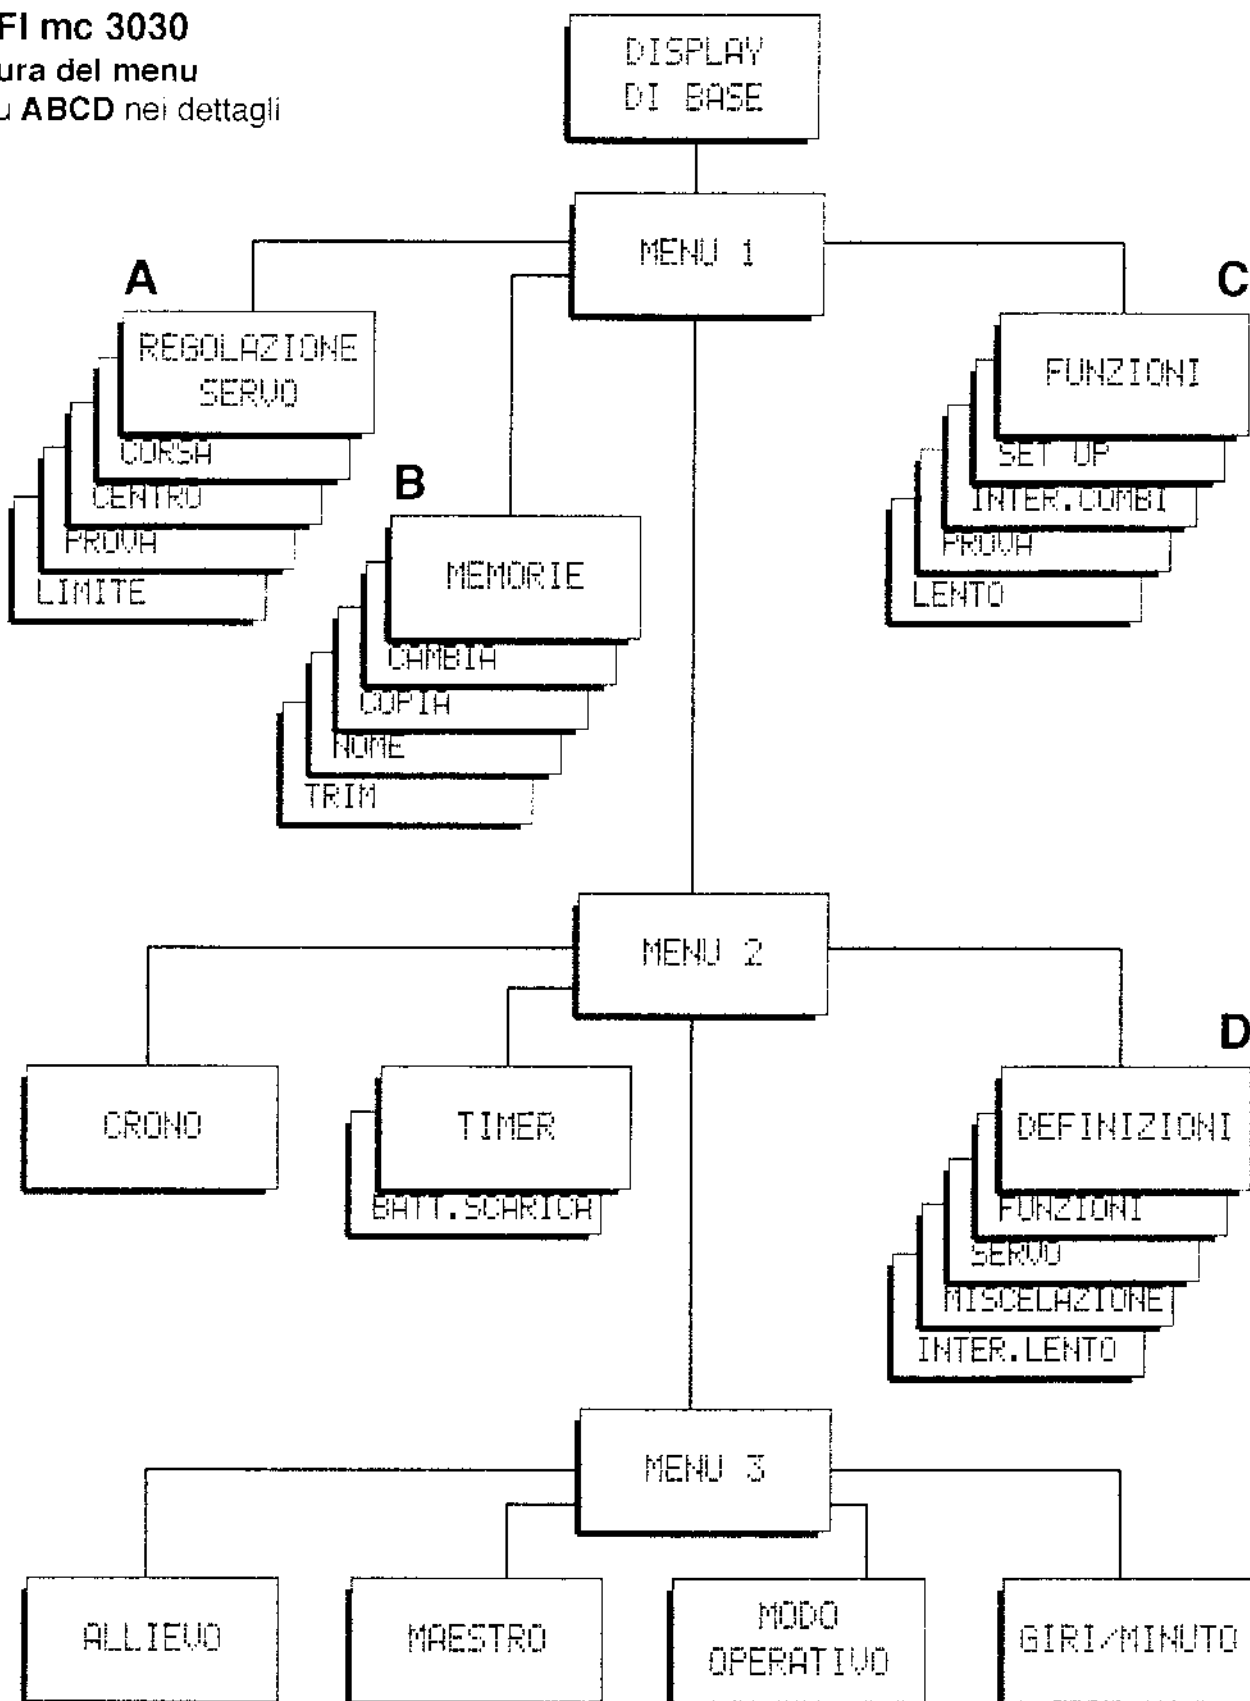 FI mc 3030
ura del menu
u ABCD nei dettagli
DISPLAY
DI BASE
MENU 1
A
REGOLAZIONE
SERVO
CORSA
CENTRO
PROVA
LIMITE
B
MEMORIE
CAMBIA
COPIA
NOME
TRIM
C
FUNZIONI
SET UP
INTER.COMBI
PROVA
LENTO
MENU 2
CRONO
TIMER
BATT.SCARICA
D
DEFINIZIONI
FUNZIONI
SERVO
MISCELAZIONE
INTER.LENTO
MENU 3
ALLIEVO
MAESTRO
MODO
OPERATIVO
GIRI/MINUTO